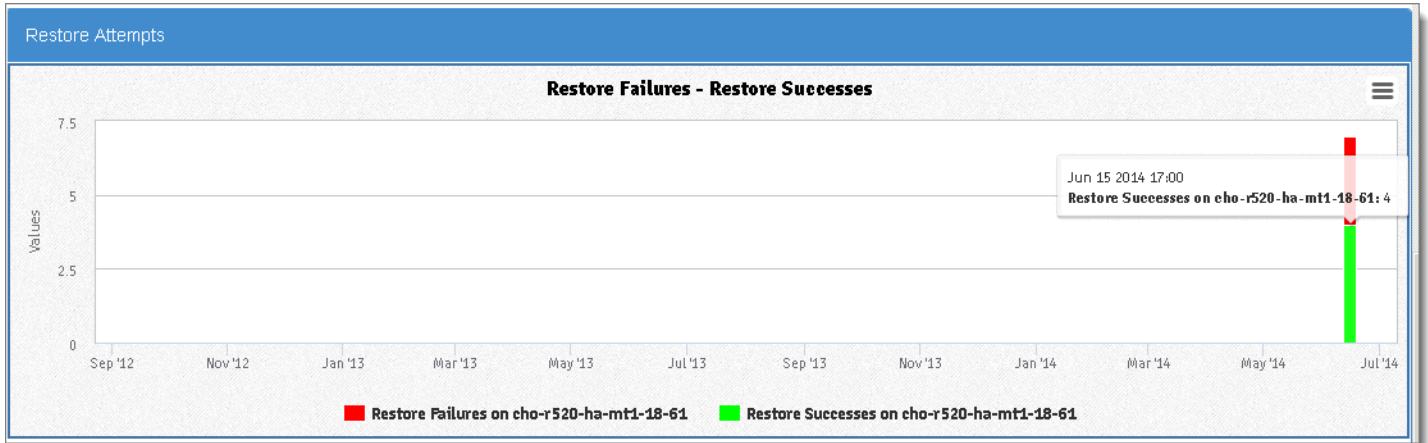 Restore Attempts
Restore Failures - Restore Successes
7.5
5
2.5
0
Values
Jun 15 2014 17:00
Restore Successes on cho-r520-ha-mt1-18-61: 4
Sep '12 Nov '12 Jan '13 Mar '13 May '13 Jul '13 Sep '13 Nov '13 Jan '14 Mar '14 May '14 Jul '14
Restore Failures on cho-r520-ha-mt1-18-61 Restore Successes on cho-r520-ha-mt1-18-61